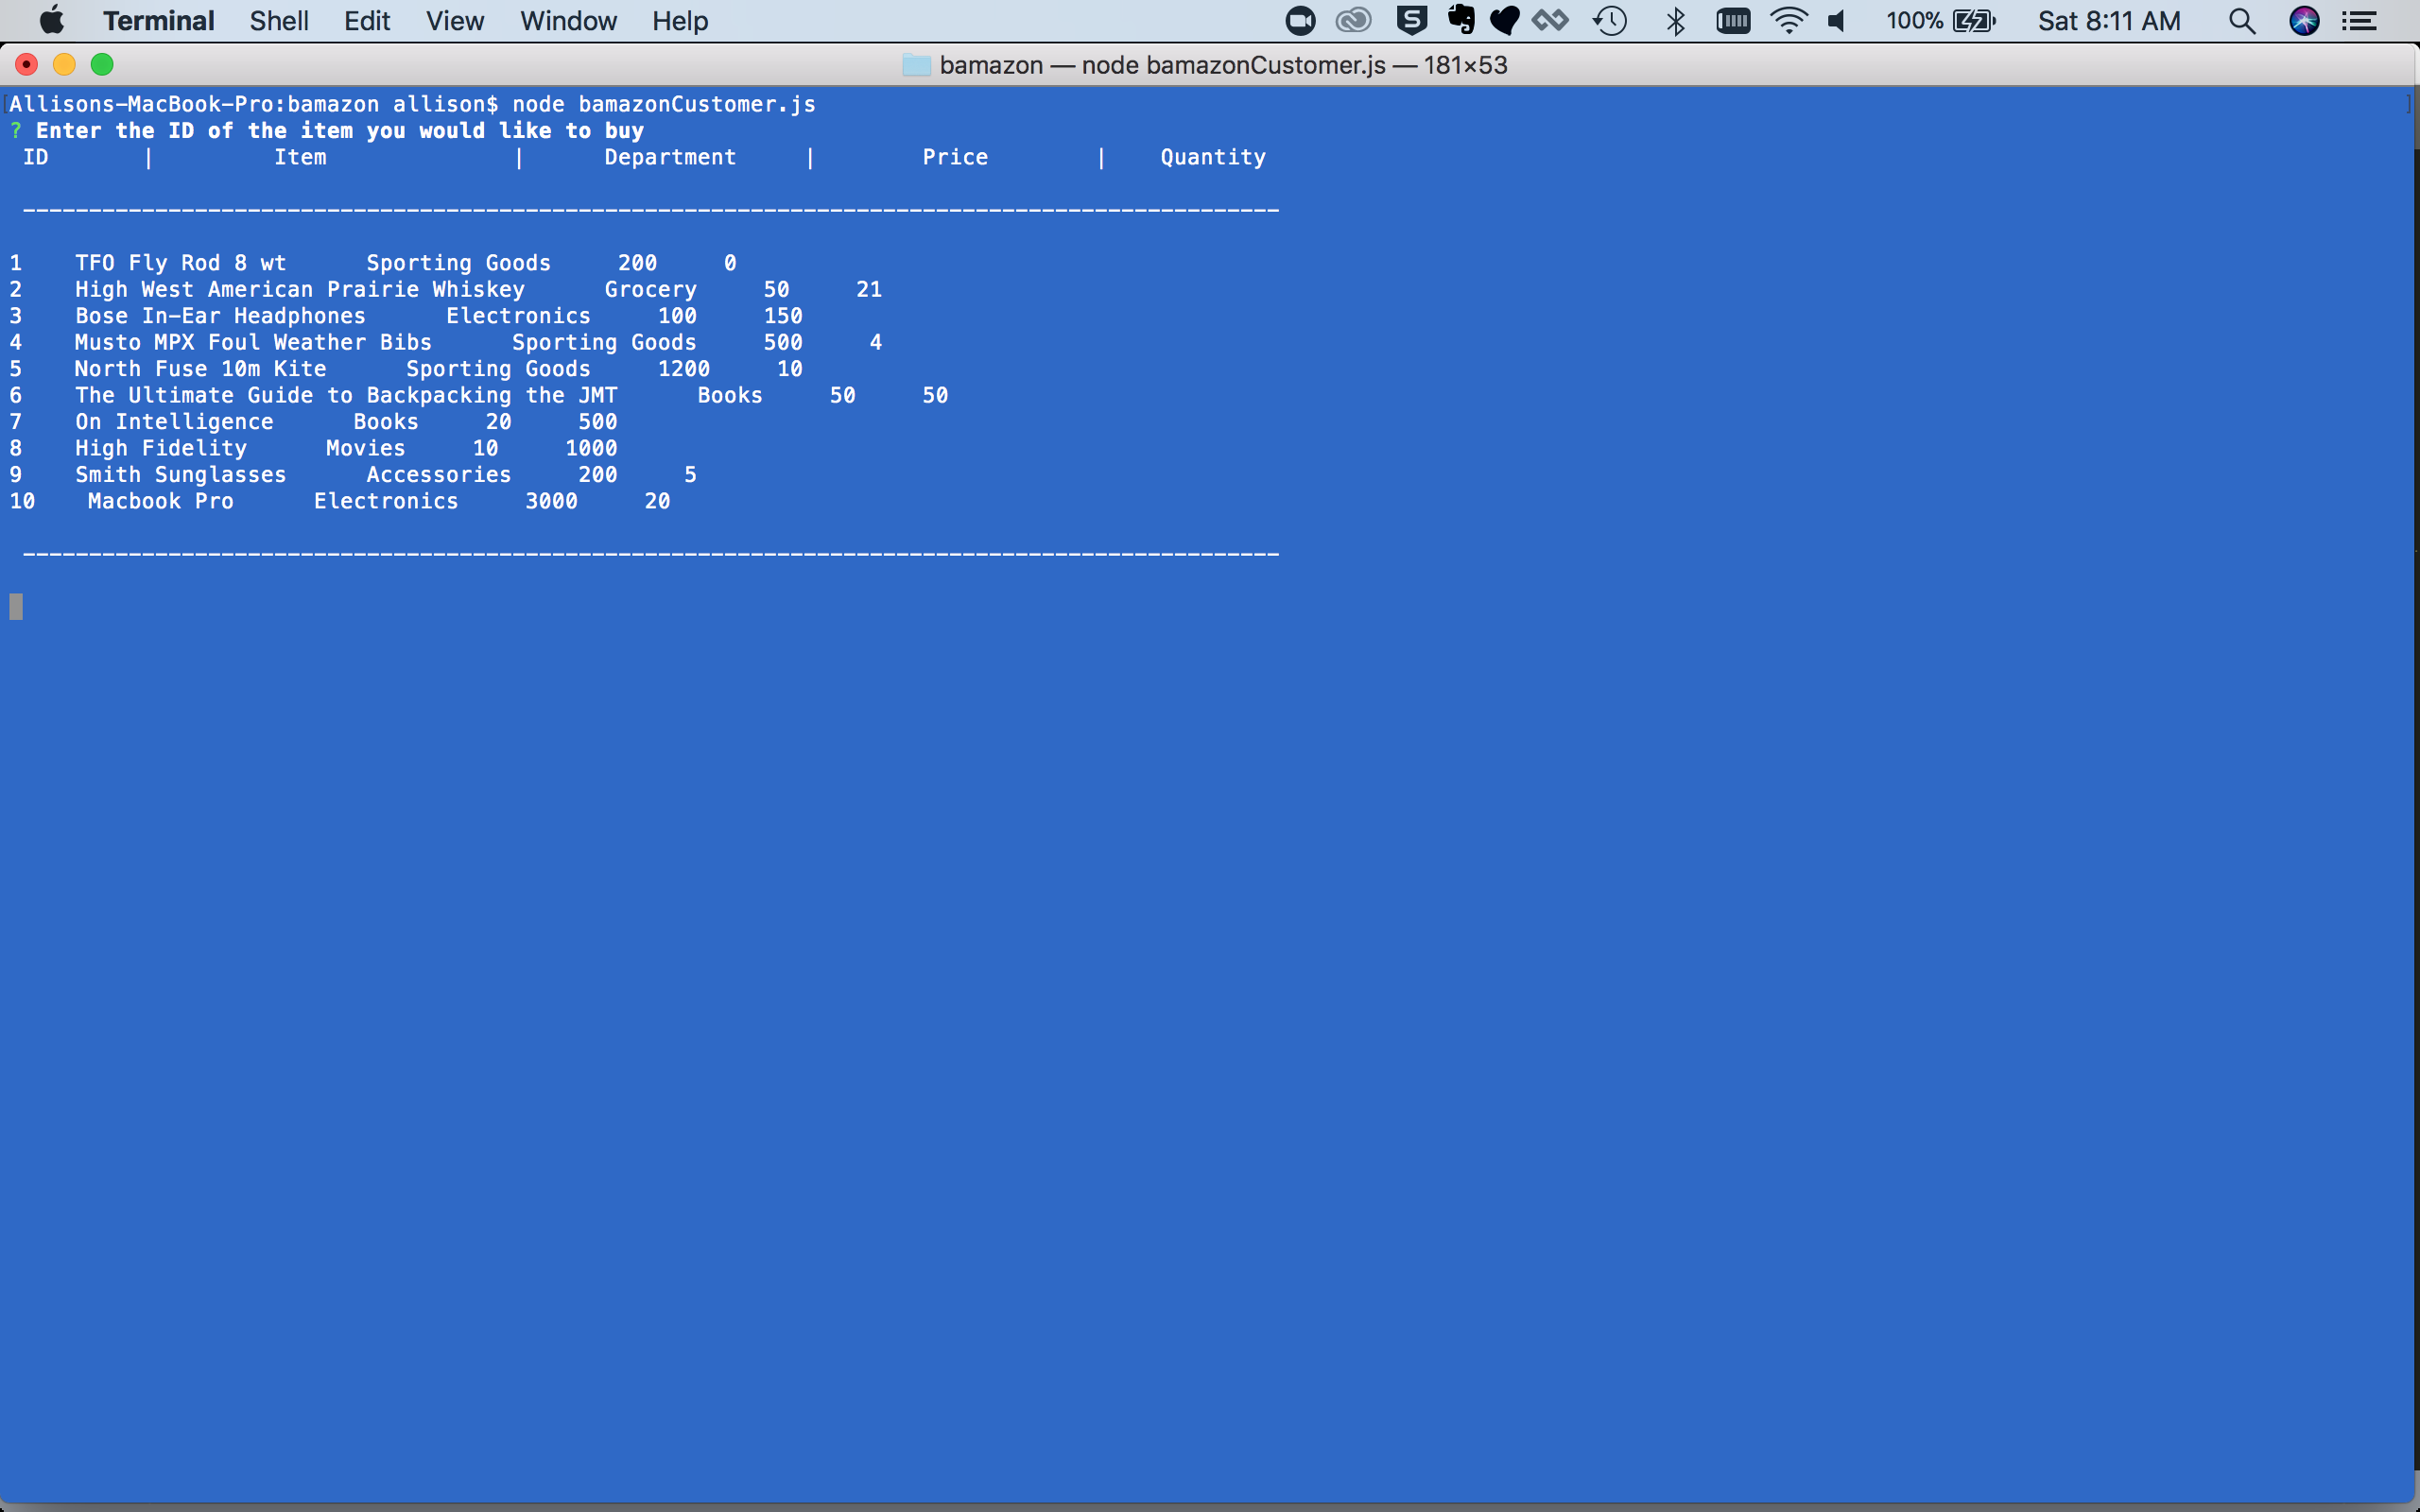 Terminal Shell Edit View Window Help 100% Sat 8:11 AM
bamazon — node bamazonCustomer.js — 181×53
Allisons-MacBook-Pro:bamazon allison$ node bamazonCustomer.js
? Enter the ID of the item you would like to buy
ID | Item | Department | Price | Quantity
1 TFO Fly Rod 8 wt Sporting Goods 200 0
2 High West American Prairie Whiskey Grocery 50 21
3 Bose In-Ear Headphones Electronics 100 150
4 Musto MPX Foul Weather Bibs Sporting Goods 500 4
5 North Fuse 10m Kite Sporting Goods 1200 10
6 The Ultimate Guide to Backpacking the JMT Books 50 50
7 On Intelligence Books 20 500
8 High Fidelity Movies 10 1000
9 Smith Sunglasses Accessories 200 5
10 Macbook Pro Electronics 3000 20